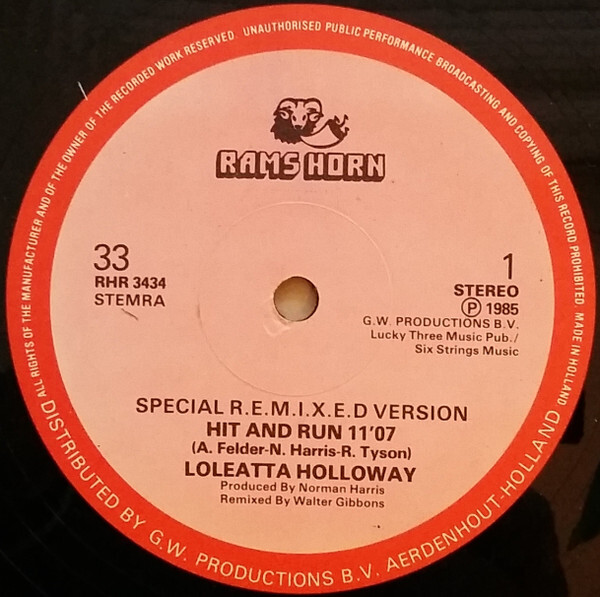 ALL RIGHTS OF THE MANUFACTURER AND OF THE OWNER OF THE RECORDED WORK RESERVED. UNAUTHORISED PUBLIC PERFORMANCE BROADCASTING AND COPYING OF THIS RECORD PROHIBITED. MADE IN HOLLAND
RAMS HORN
33
RHR 3434
STEMRA
1
STEREO
Ⓟ 1985
G.W. PRODUCTIONS B.V.
Lucky Three Music Pub./
Six Strings Music
SPECIAL R.E.M.I.X.E.D VERSION
HIT AND RUN 11'07
(A. Felder-N. Harris-R. Tyson)
LOLEATTA HOLLOWAY
Produced By Norman Harris
Remixed By Walter Gibbons
DISTRIBUTED BY G.W. PRODUCTIONS B.V. AERDENHOUT-HOLLAND